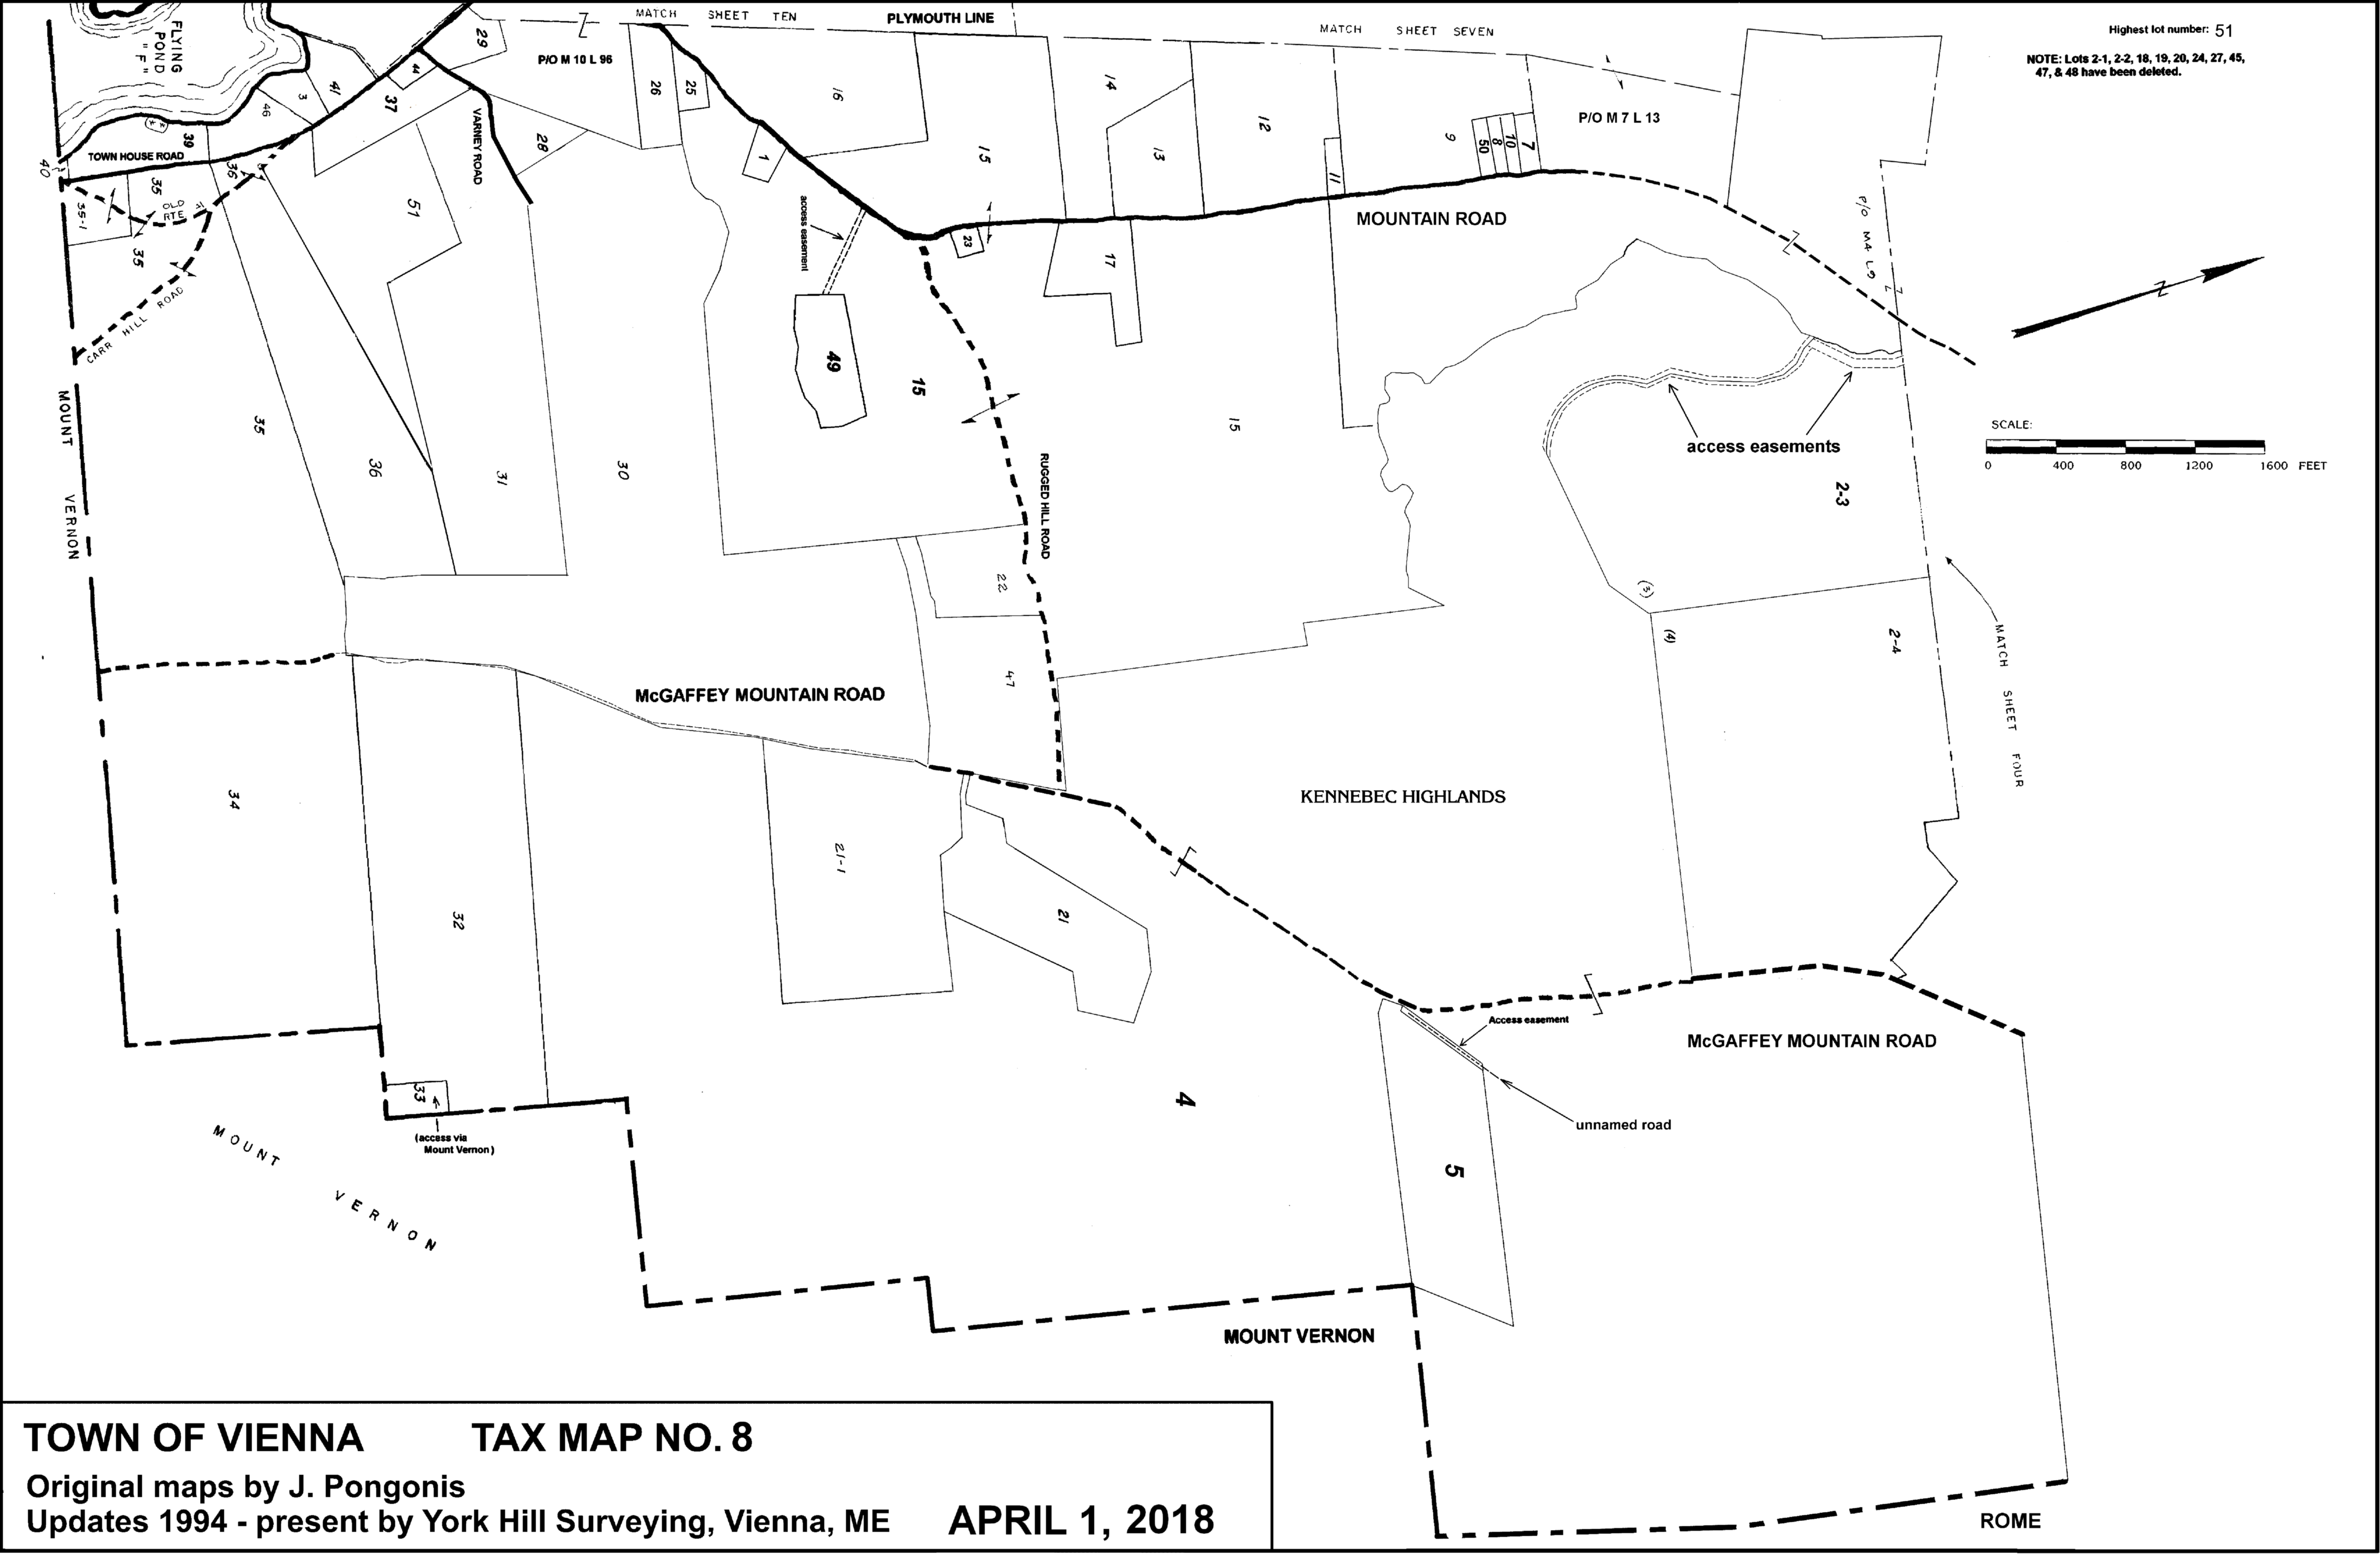 MATCH SHEET TEN
PLYMOUTH LINE
MATCH SHEET SEVEN
Highest lot number: 51
NOTE: Lots 2-1, 2-2, 18, 19, 20, 24, 27, 45,
47, & 48 have been deleted.
FLYING
POND
"F"
29
P/O M 10 L 96
44
41
3
37
46
26
25
16
14
12
13
9
50
8
10
7
P/O M 7 L 13
39
TOWN HOUSE ROAD
40
36
35
35-1
OLD
RTE
35
VARNEY ROAD
28
51
1
15
11
MOUNTAIN ROAD
P/O M4 L9
access easement
23
17
CARR HILL ROAD
49
15
15
access easements
SCALE:
0 400 800 1200 1600 FEET
N
MOUNT VERNON
35
36
31
30
RUGGED HILL ROAD
2-3
22
(3)
(4)
2-4
MATCH SHEET FOUR
47
McGAFFEY MOUNTAIN ROAD
34
32
21-1
21
KENNEBEC HIGHLANDS
Access easement
McGAFFEY MOUNTAIN ROAD
33
(access via
Mount Vernon)
4
5
unnamed road
MOUNT VERNON
MOUNT VERNON
ROME
TOWN OF VIENNA TAX MAP NO. 8
Original maps by J. Pongonis
Updates 1994 - present by York Hill Surveying, Vienna, ME APRIL 1, 2018